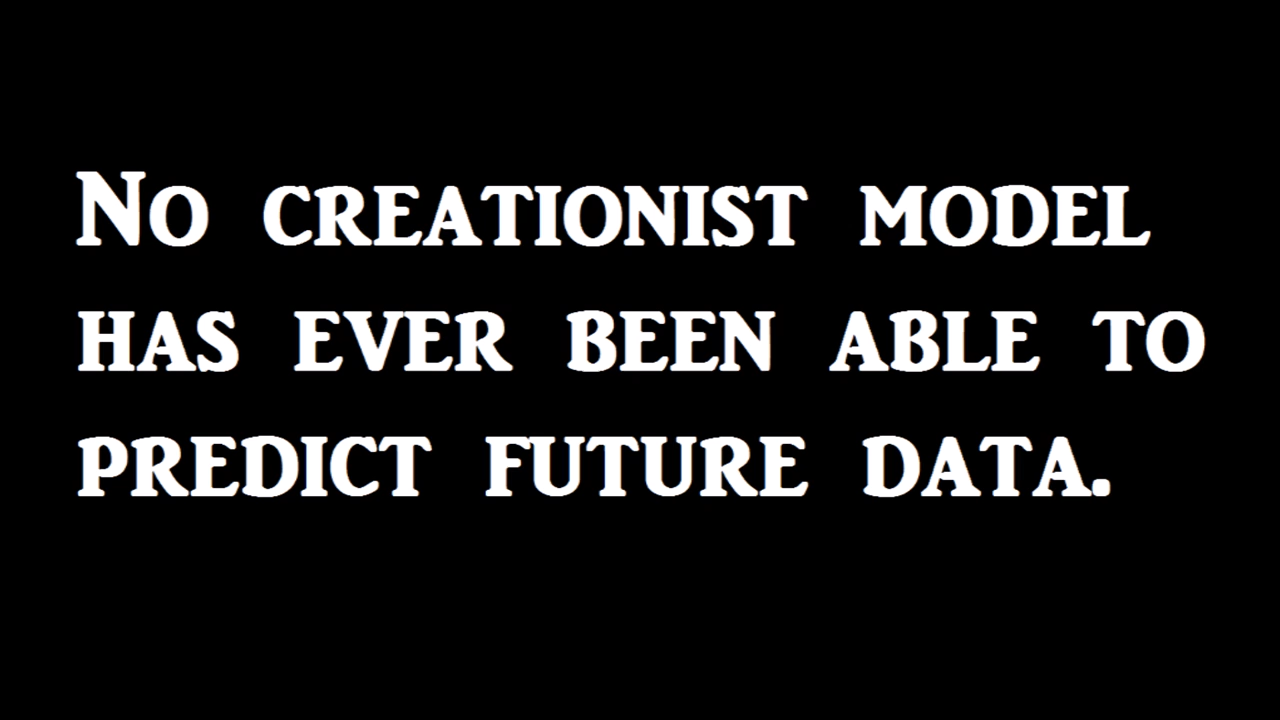 No creationist model
has ever been able to
predict future data.